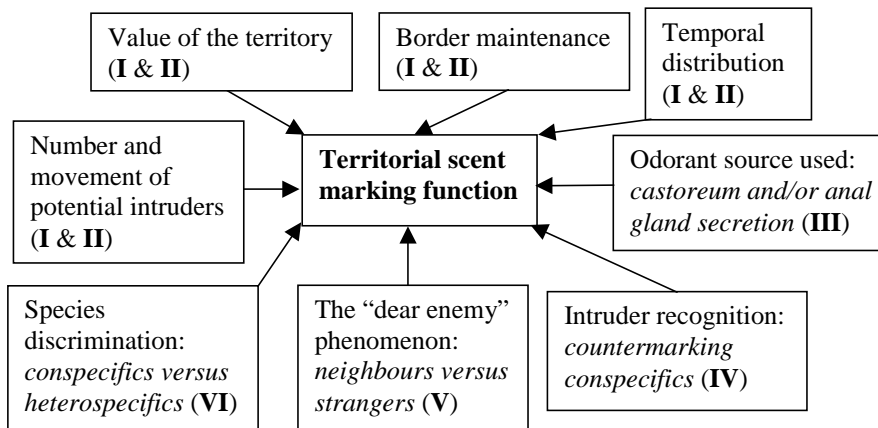 Value of the territory
(I & II)
Border maintenance
(I & II)
Temporal
distribution
(I & II)
Number and
movement of
potential intruders
(I & II)
Territorial scent
marking function
Odorant source used:
castoreum and/or anal
gland secretion (III)
Species
discrimination:
conspecifics versus
heterospecifics (VI)
The “dear enemy”
phenomenon:
neighbours versus
strangers (V)
Intruder recognition:
countermarking
conspecifics (IV)